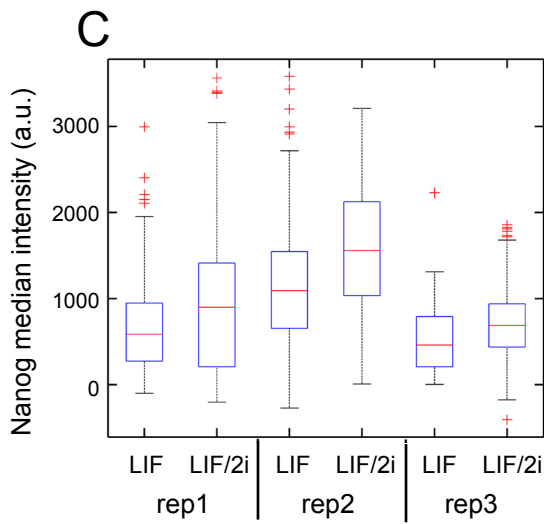 C
Nanog median intensity (a.u.)
3000
2000
1000
0
LIF LIF/2i LIF LIF/2i LIF LIF/2i
rep1 rep2 rep3